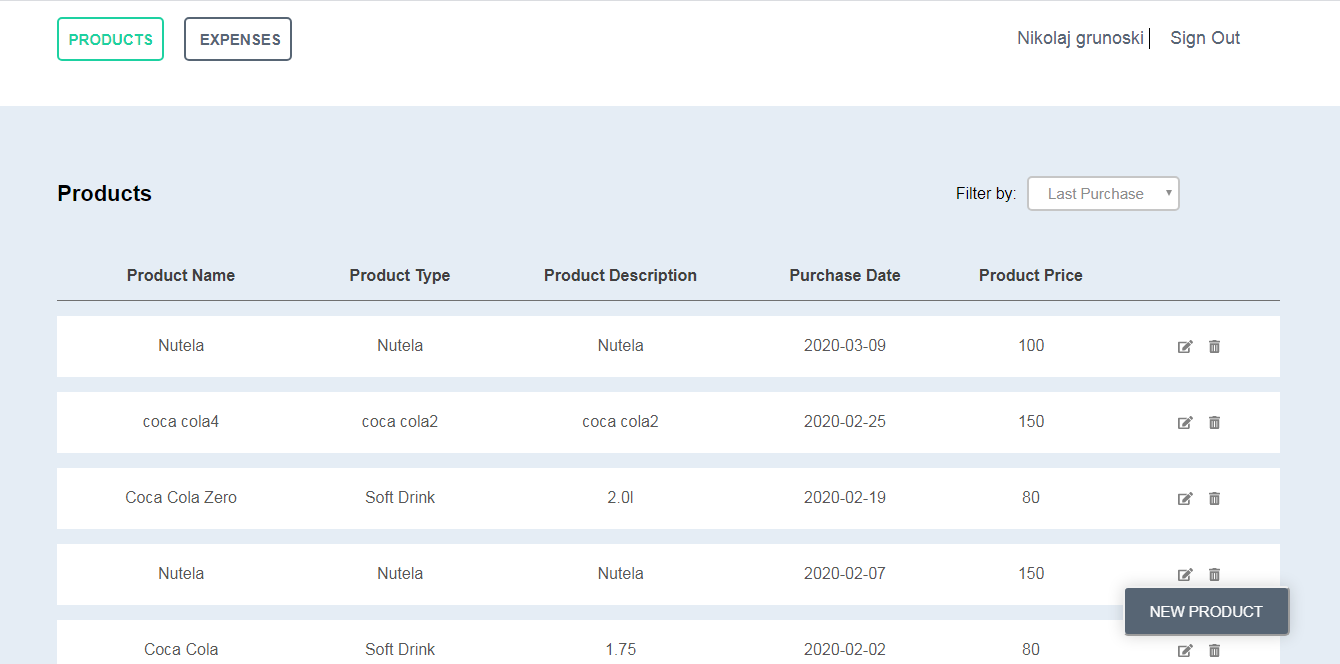 PRODUCTS EXPENSES Nikolaj grunoski Sign Out
Products Filter by: Last Purchase
Product Name Product Type Product Description Purchase Date Product Price
Nutela Nutela Nutela 2020-03-09 100
coca cola4 coca cola2 coca cola2 2020-02-25 150
Coca Cola Zero Soft Drink 2.0l 2020-02-19 80
Nutela Nutela Nutela 2020-02-07 150
NEW PRODUCT
Coca Cola Soft Drink 1.75 2020-02-02 80